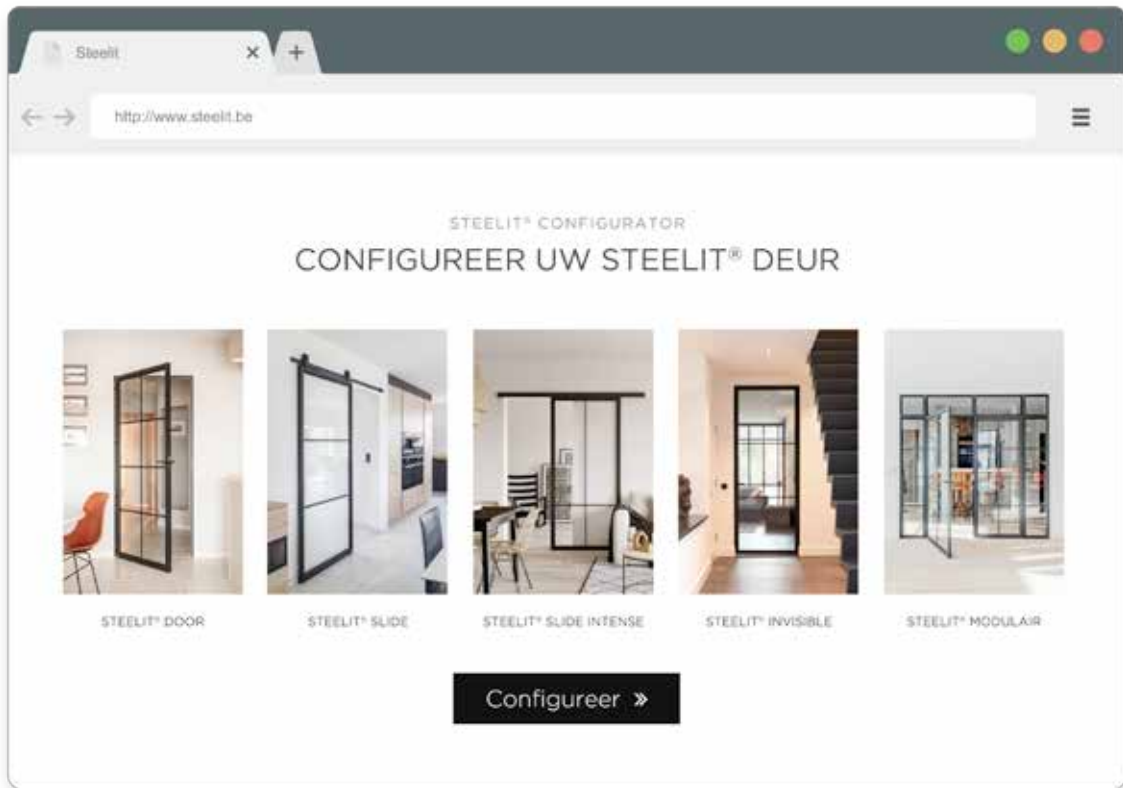 Steelit
http://www.steelit.be
STEELIT® CONFIGURATOR
CONFIGUREER UW STEELIT® DEUR
STEELIT® DOOR
STEELIT® SLIDE
STEELIT® SLIDE INTENSE
STEELIT® INVISIBLE
STEELIT® MODULAIR
Configureer »